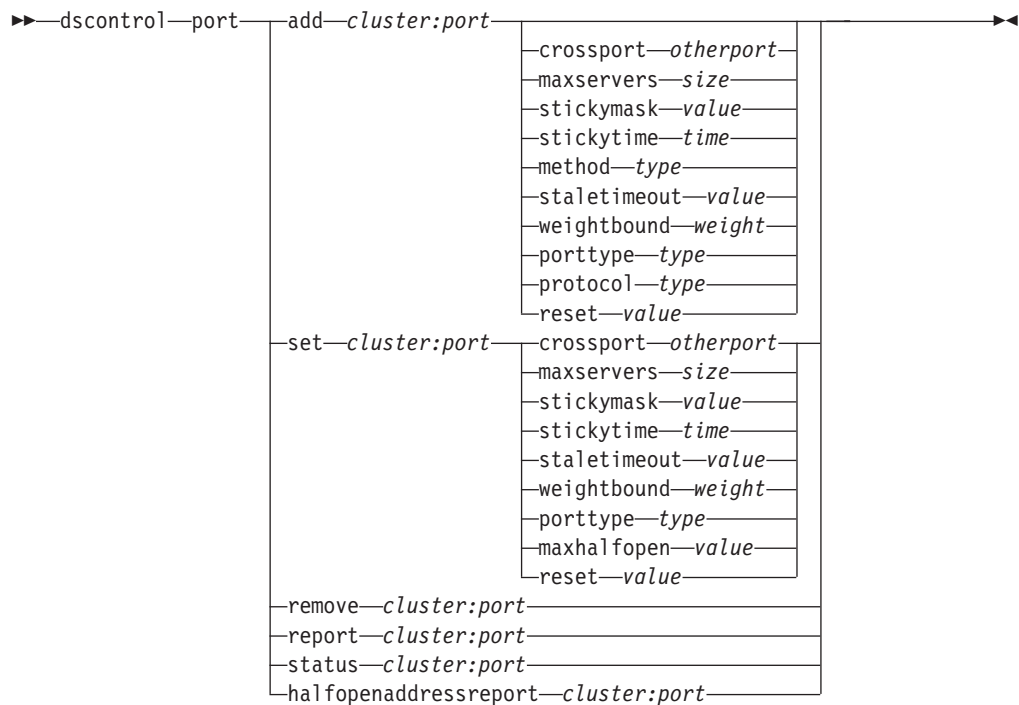 dscontrol port add cluster:port
crossport otherport
maxservers size
stickymask value
stickytime time
method type
staletimeout value
weightbound weight
porttype type
protocol type
reset value
set cluster:port crossport otherport
maxservers size
stickymask value
stickytime time
staletimeout value
weightbound weight
porttype type
maxhalfopen value
reset value
remove cluster:port
report cluster:port
status cluster:port
halfopenaddressreport cluster:port